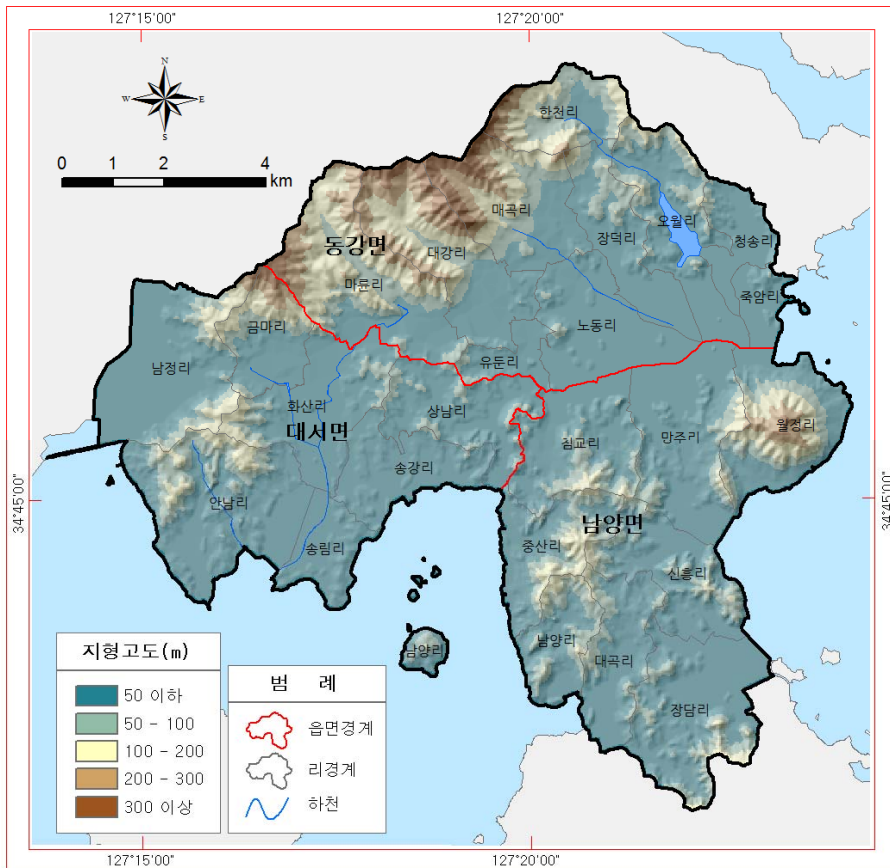 127°15'00"
127°20'00"
N
W
E
S
0 1 2 4
km
한천리
매곡리
오월리
장덕리
청송리
동강면
대강리
마륜리
죽암리
금마리
노동리
남정리
유둔리
화산리
상남리
월정리
대서면
침교리
만주리
송강리
34°45'00"
34°45'00"
안남리
남양면
송림리
중산리
신흥리
남양리
남양리
대곡리
장담리
지형고도(m)
50 이하
50 - 100
100 - 200
200 - 300
300 이상
범 례
읍면경계
리경계
하천
127°15'00"
127°20'00"